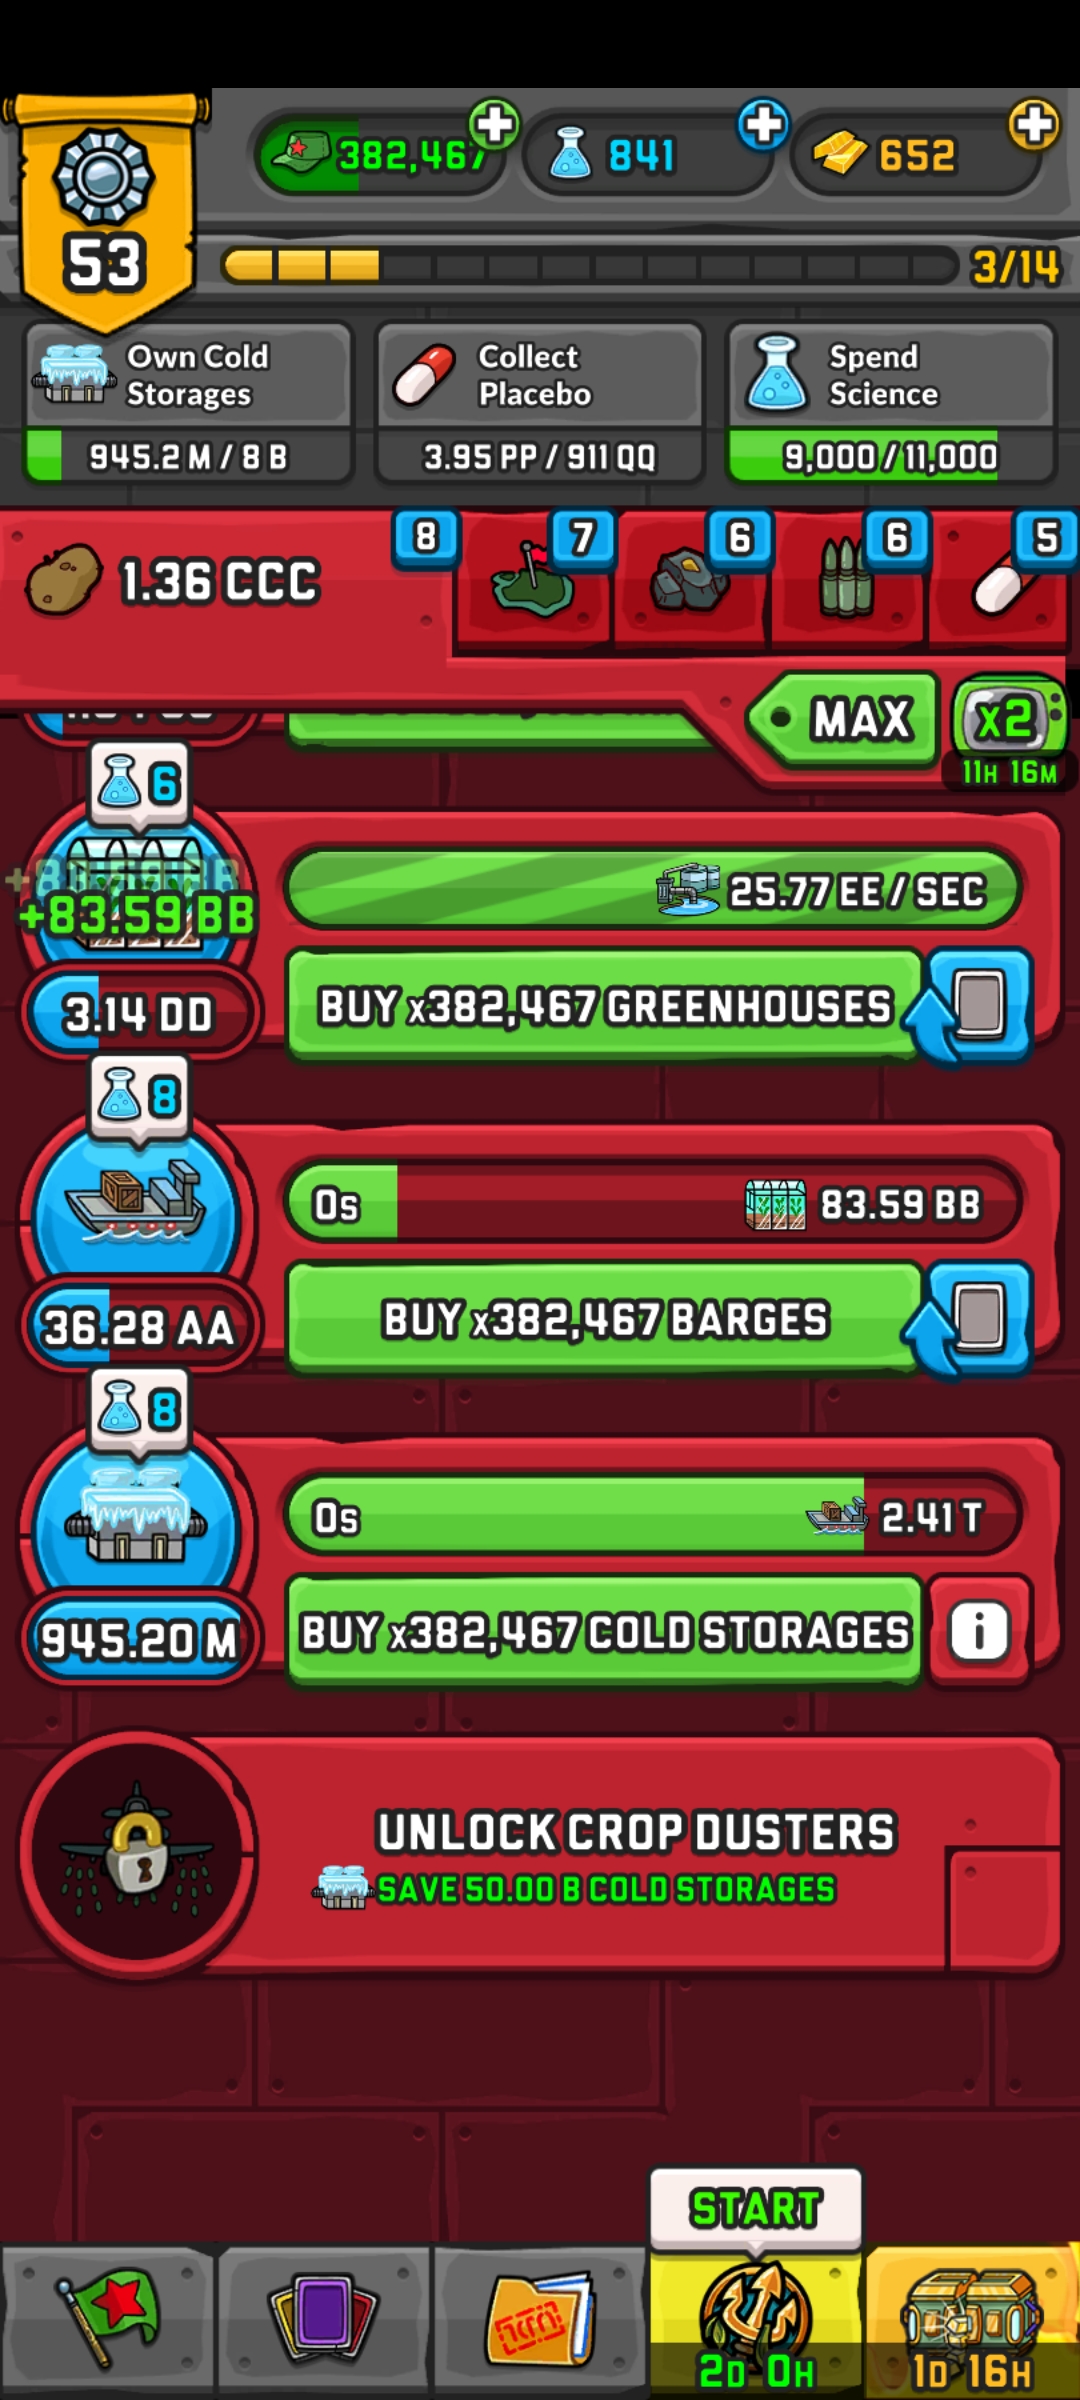 382,467
841
652
53
3/14
Own Cold
Storages
945.2 M / 8 B
Collect
Placebo
3.95 PP / 911 QQ
Spend
Science
9,000 / 11,000
1.36 CCC
8
7
6
6
5
MAX
x2
11H 16M
6
25.77 EE / SEC
+83.59 BB
+83.59 BB
BUY x382,467 GREENHOUSES
3.14 DD
8
0s
83.59 BB
BUY x382,467 BARGES
36.28 AA
8
0s
2.41 T
BUY x382,467 COLD STORAGES
i
945.20 M
UNLOCK CROP DUSTERS
SAVE 50.00 B COLD STORAGES
START
2D 0H
1D 16H